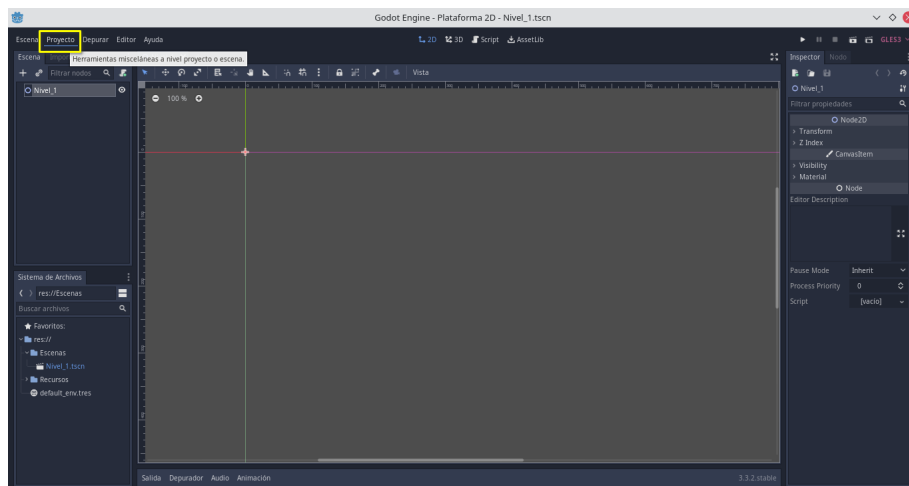 Godot Engine - Plataforma 2D - Nivel_1.tscn
Escena Proyecto Depurar Editor Ayuda
2D 3D Script AssetLib
GLES3
Escena
Herramientas misceláneas a nivel proyecto o escena.
Inspector Nodo
Filtrar nodos
Vista
Nivel_1
100 %
Nivel_1
Filtrar propiedades
Node2D
Transform
Z Index
CanvasItem
Visibility
Material
Node
Editor Description
Pause Mode Inherit
Process Priority 0
Script [vacío]
Sistema de Archivos
res://Escenas
Buscar archivos
Favoritos:
res://
Escenas
Nivel_1.tscn
Recursos
default_env.tres
Salida Depurador Audio Animación
3.3.2.stable